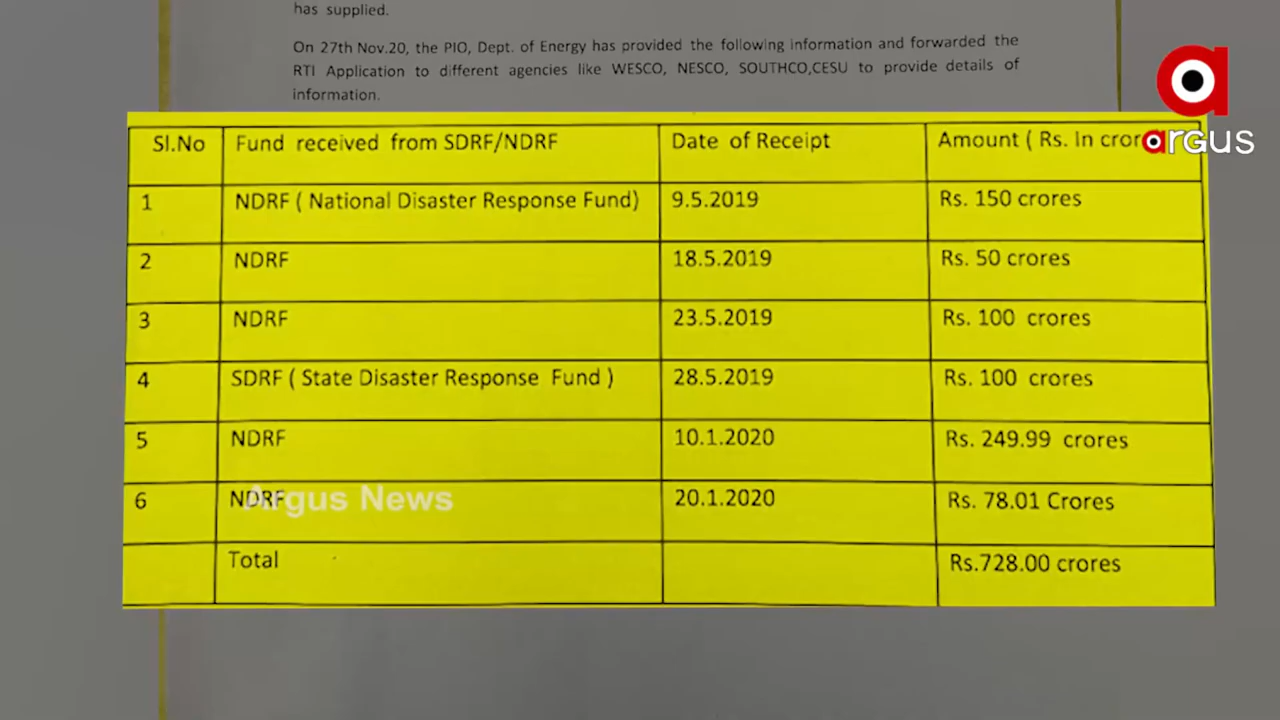 has supplied.
On 27th Nov.20, the PIO, Dept. of Energy has provided the following information and forwarded the
RTI Application to different agencies like WESCO, NESCO, SOUTHCO,CESU to provide details of
information.
Sl.No Fund received from SDRF/NDRF Date of Receipt Amount ( Rs. In cror
argus
1 NDRF ( National Disaster Response Fund) 9.5.2019 Rs. 150 crores
2 NDRF 18.5.2019 Rs. 50 crores
3 NDRF 23.5.2019 Rs. 100 crores
4 SDRF ( State Disaster Response Fund ) 28.5.2019 Rs. 100 crores
5 NDRF 10.1.2020 Rs. 249.99 crores
6 NDRF 20.1.2020 Rs. 78.01 Crores
Argus News
Total Rs.728.00 crores